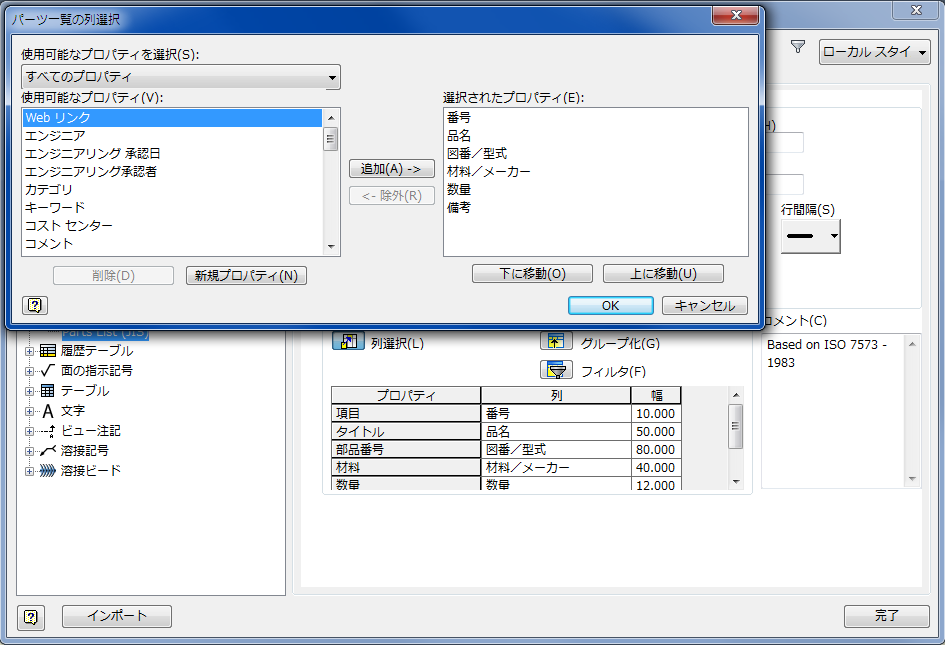 パーツ一覧の列選択
使用可能なプロパティを選択(S):
すべてのプロパティ
使用可能なプロパティ(V):
Web リンク
エンジニア
エンジニアリング 承認日
エンジニアリング承認者
カテゴリ
キーワード
コスト センター
コメント
追加(A) ->
<- 除外(R)
選択されたプロパティ(E):
番号
品名
図番／型式
材料／メーカー
数量
備考
削除(D)
新規プロパティ(N)
下に移動(O)
上に移動(U)
OK
キャンセル
ローカル スタイ
H)
行間隔(S)
Parts List (JIS)
履歴テーブル
面の指示記号
テーブル
文字
ビュー注記
溶接記号
溶接ビード
列選択(L)
グループ化(G)
フィルタ(F)
プロパティ 列 幅
項目 番号 10.000
タイトル 品名 50.000
部品番号 図番／型式 80.000
材料 材料／メーカー 40.000
数量 数量 12.000
コメント(C)
Based on ISO 7573 -
1983
インポート
完了